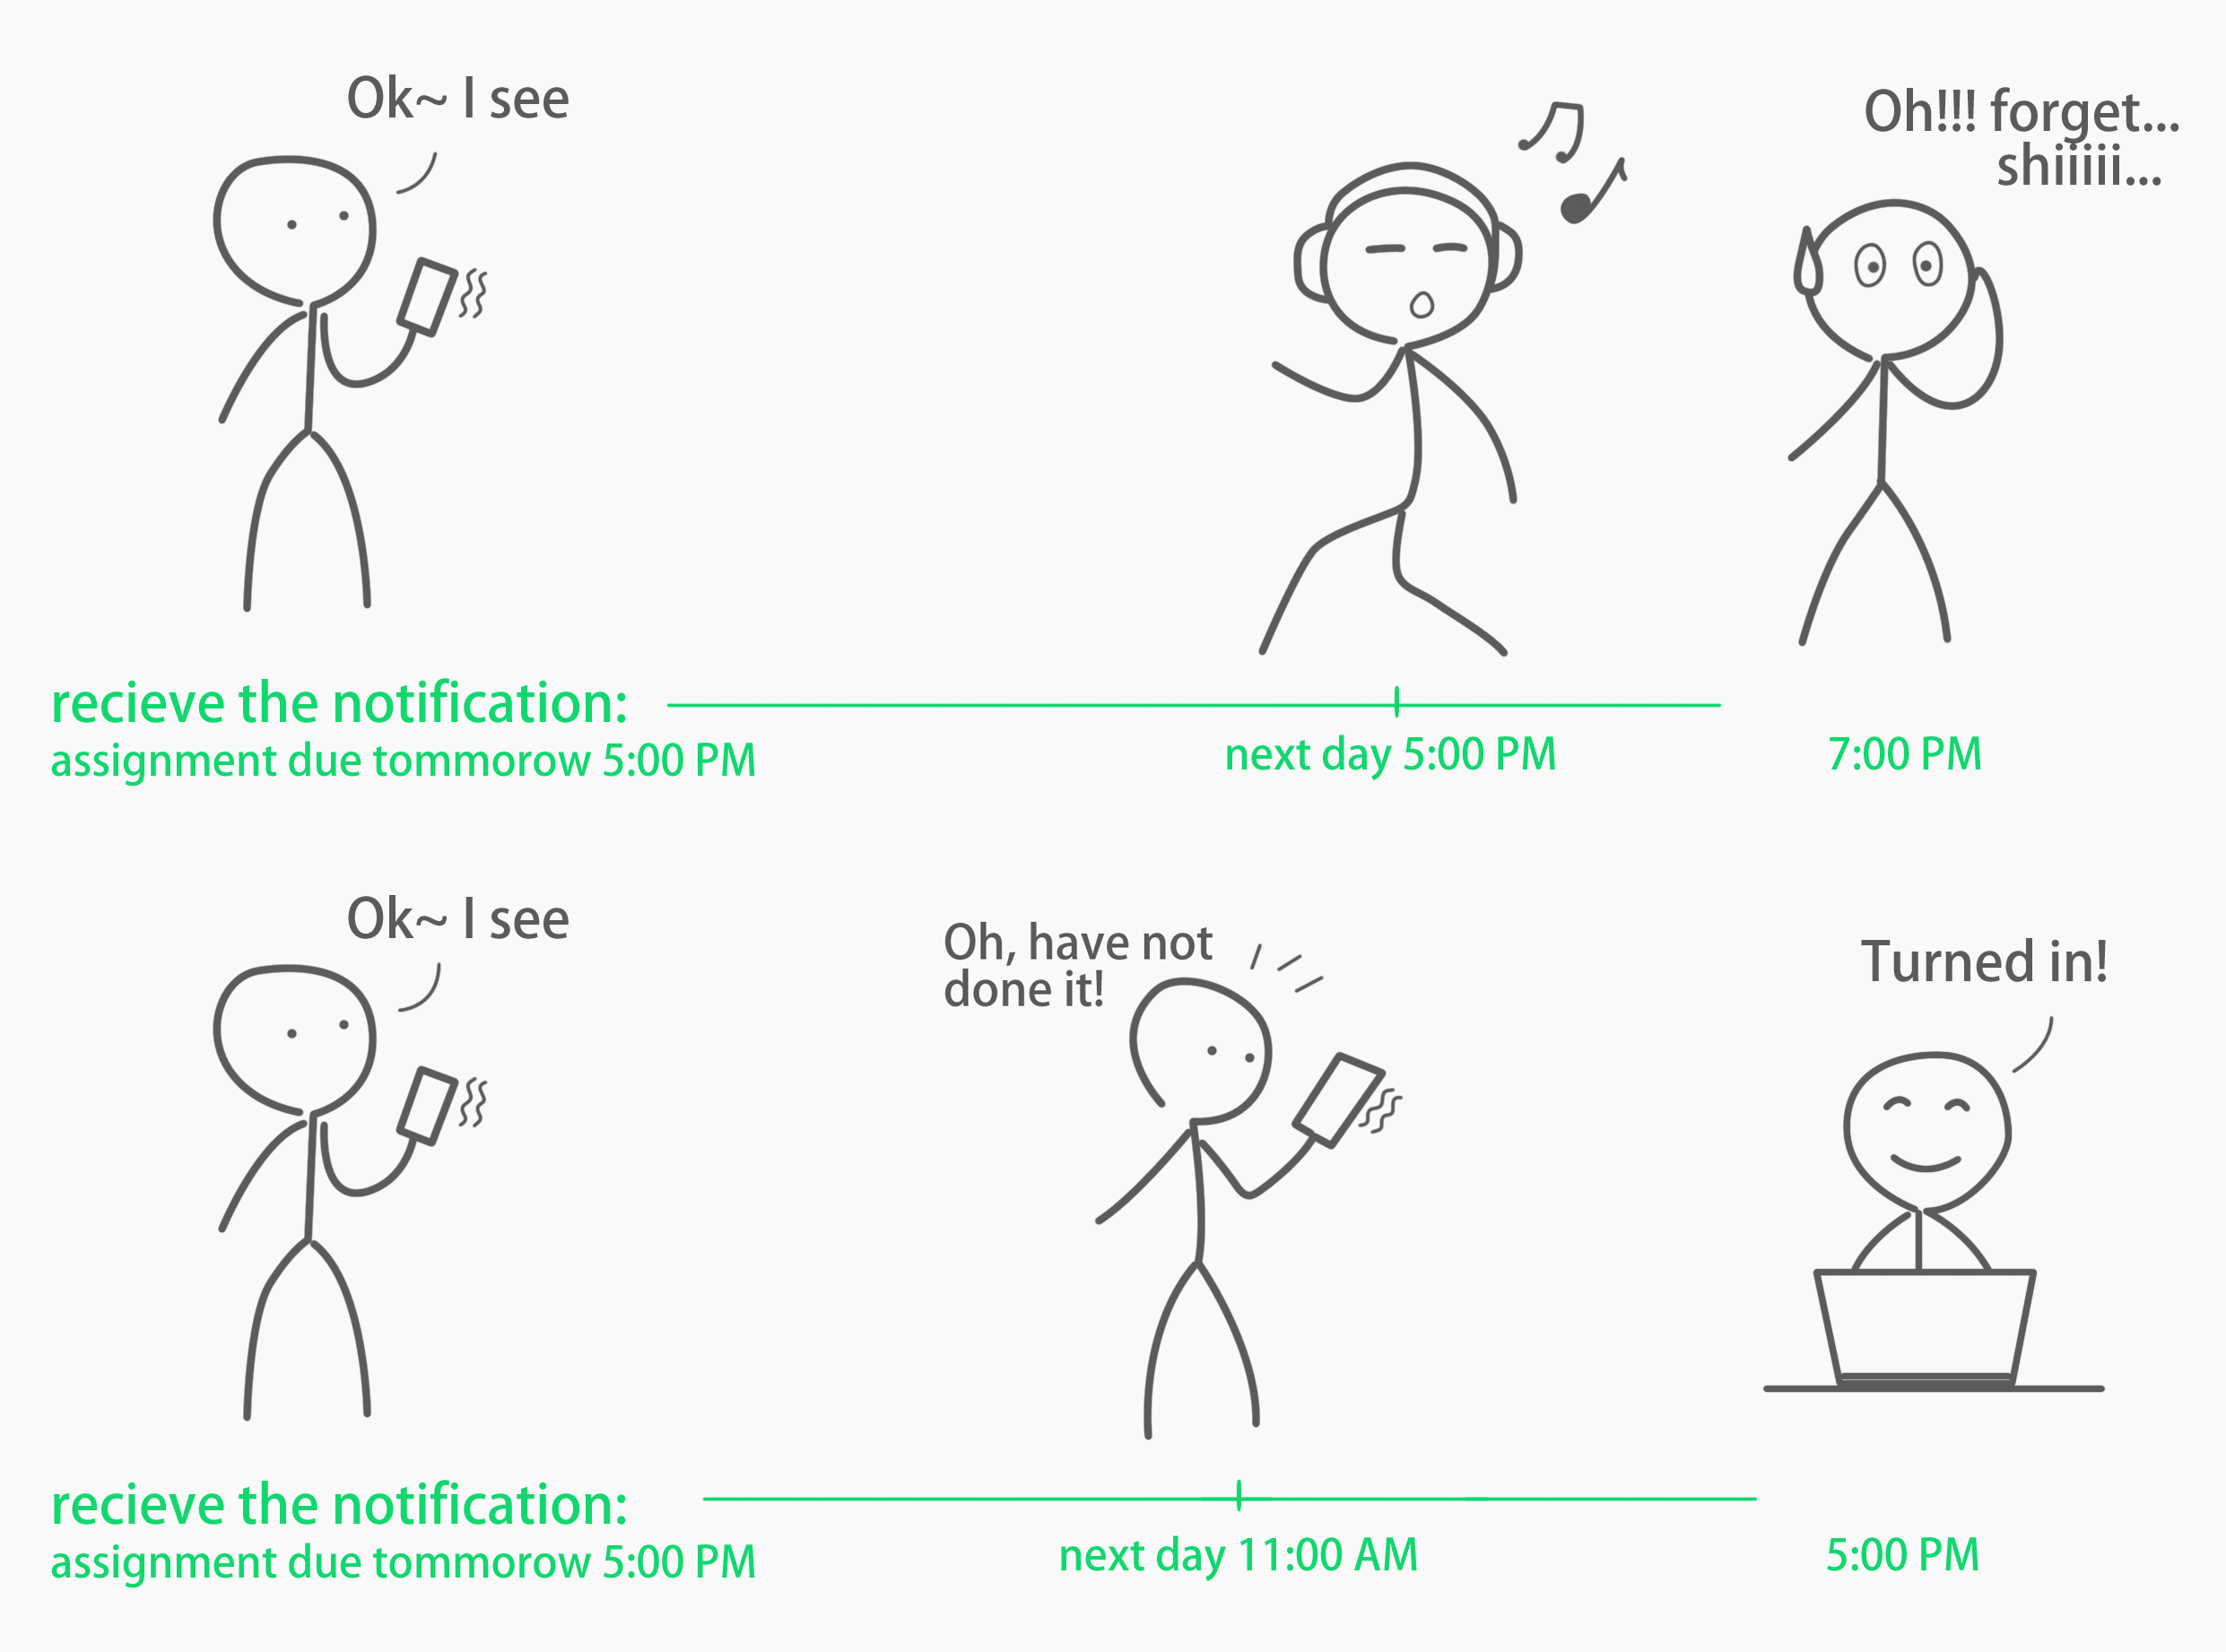 Ok~ I see
Oh!!! forget...
shiiiiii...
recieve the notification:
assignment due tommorow 5:00 PM
next day 5:00 PM
7:00 PM
Ok~ I see
Oh, have not
done it!
Turned in!
recieve the notification:
assignment due tommorow 5:00 PM
next day 11:00 AM
5:00 PM